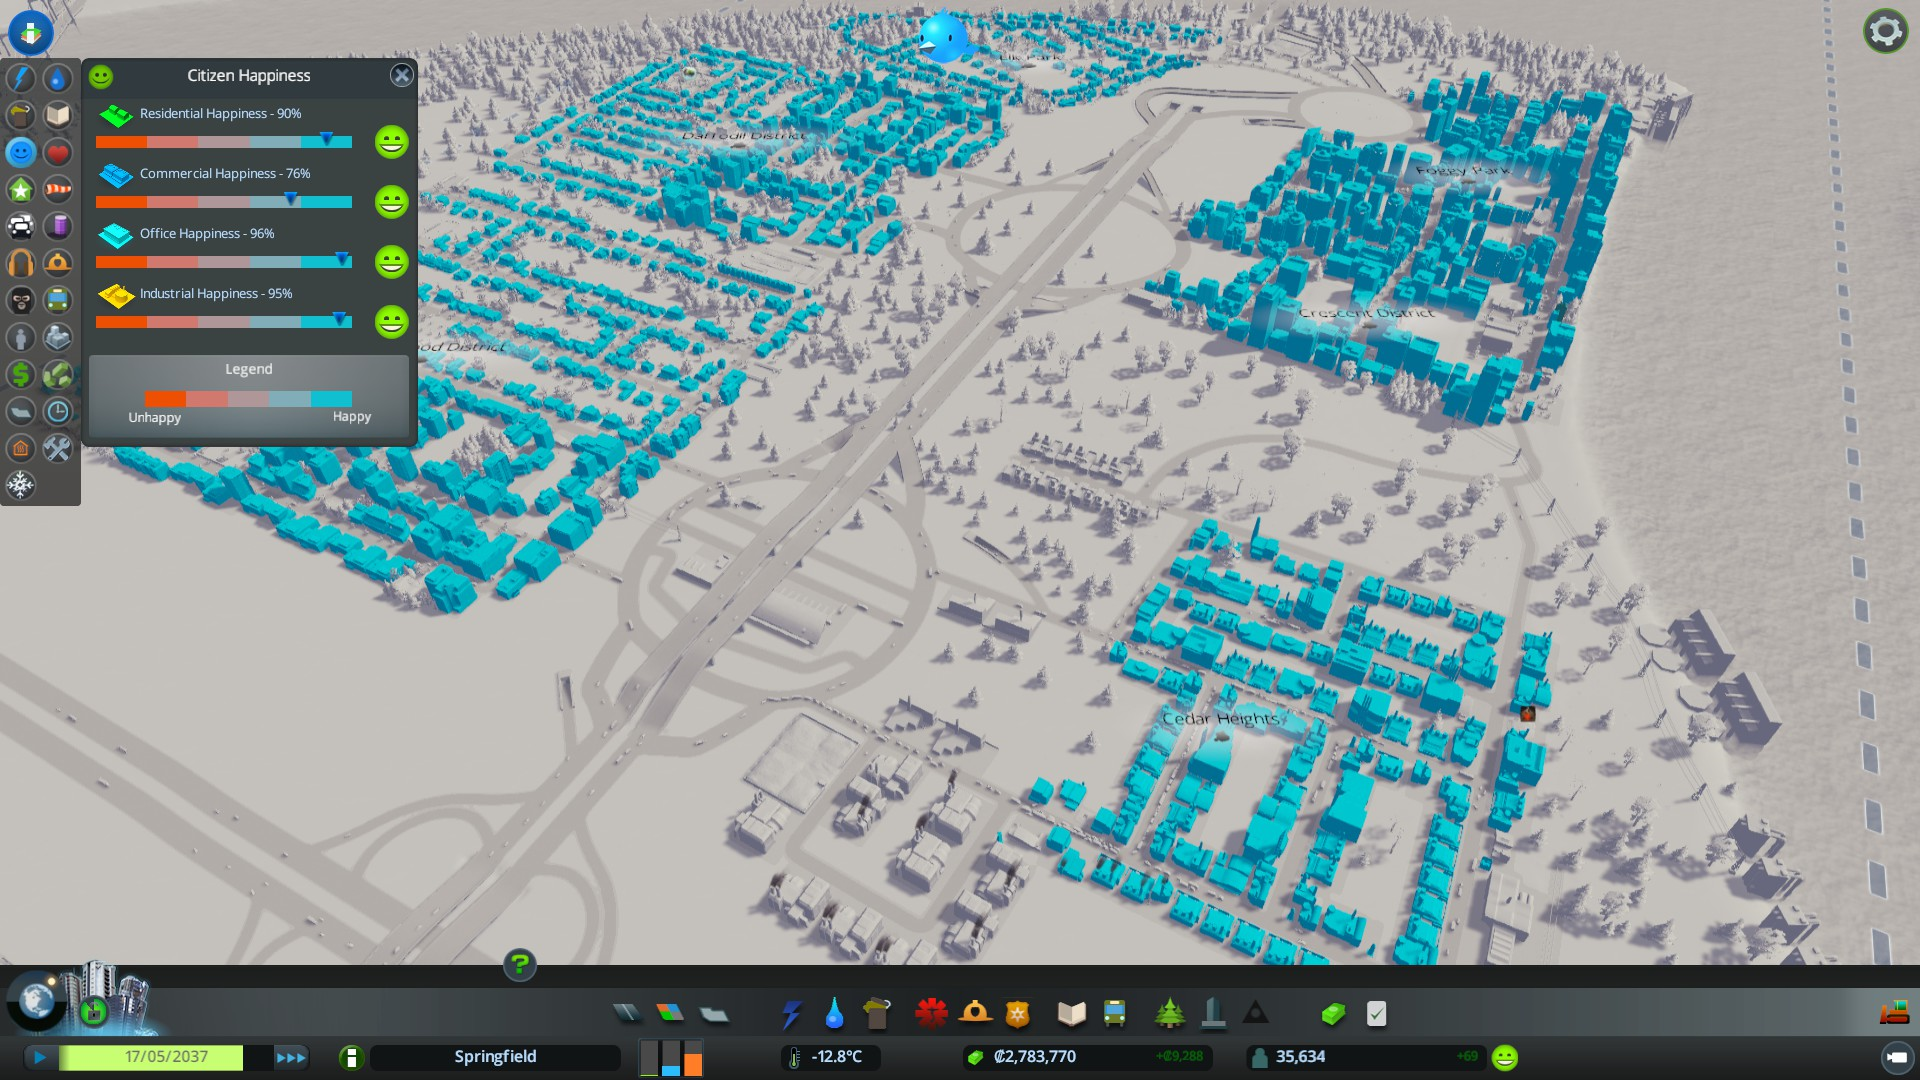 Citizen Happiness
Residential Happiness - 90%
Commercial Happiness - 76%
Office Happiness - 96%
Industrial Happiness - 95%
Legend
Unhappy
Happy
Elk Park
Daffodil District
Foggy Park
Crescent District
District
Cedar Heights
?
17/05/2037
Springfield
-12.8°C
₡2,783,770
+₡9,288
35,634
+69